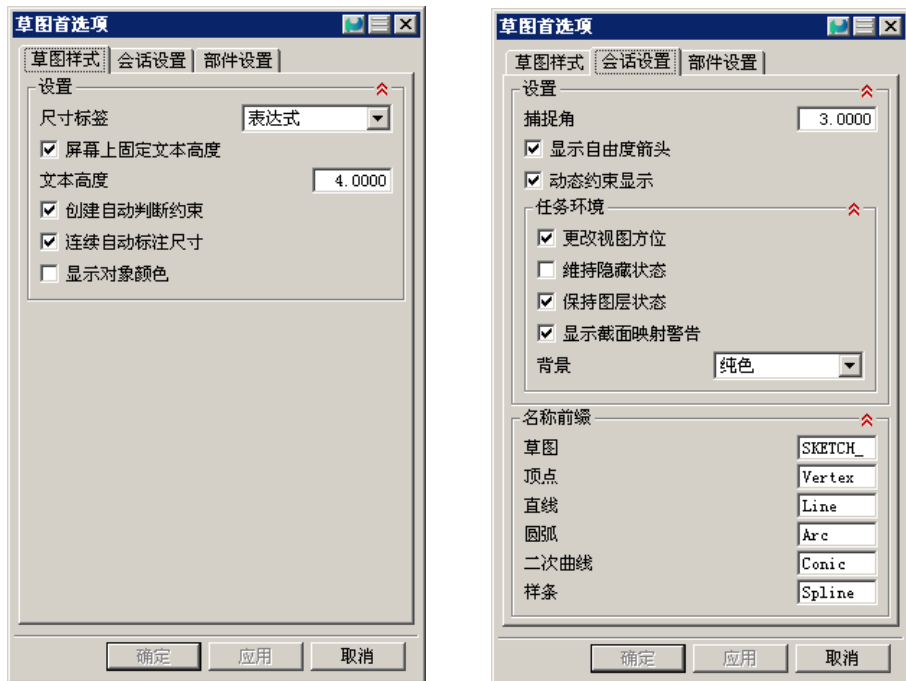 草图首选项
草图样式 会话设置 部件设置
设置
尺寸标签 表达式
屏幕上固定文本高度
文本高度 4.0000
创建自动判断约束
连续自动标注尺寸
显示对象颜色
确定 应用 取消
草图首选项
草图样式 会话设置 部件设置
设置
捕捉角 3.0000
显示自由度箭头
动态约束显示
任务环境
更改视图方位
维持隐藏状态
保持图层状态
显示截面映射警告
背景 纯色
名称前缀
草图 SKETCH_
顶点 Vertex
直线 Line
圆弧 Arc
二次曲线 Conic
样条 Spline
确定 应用 取消